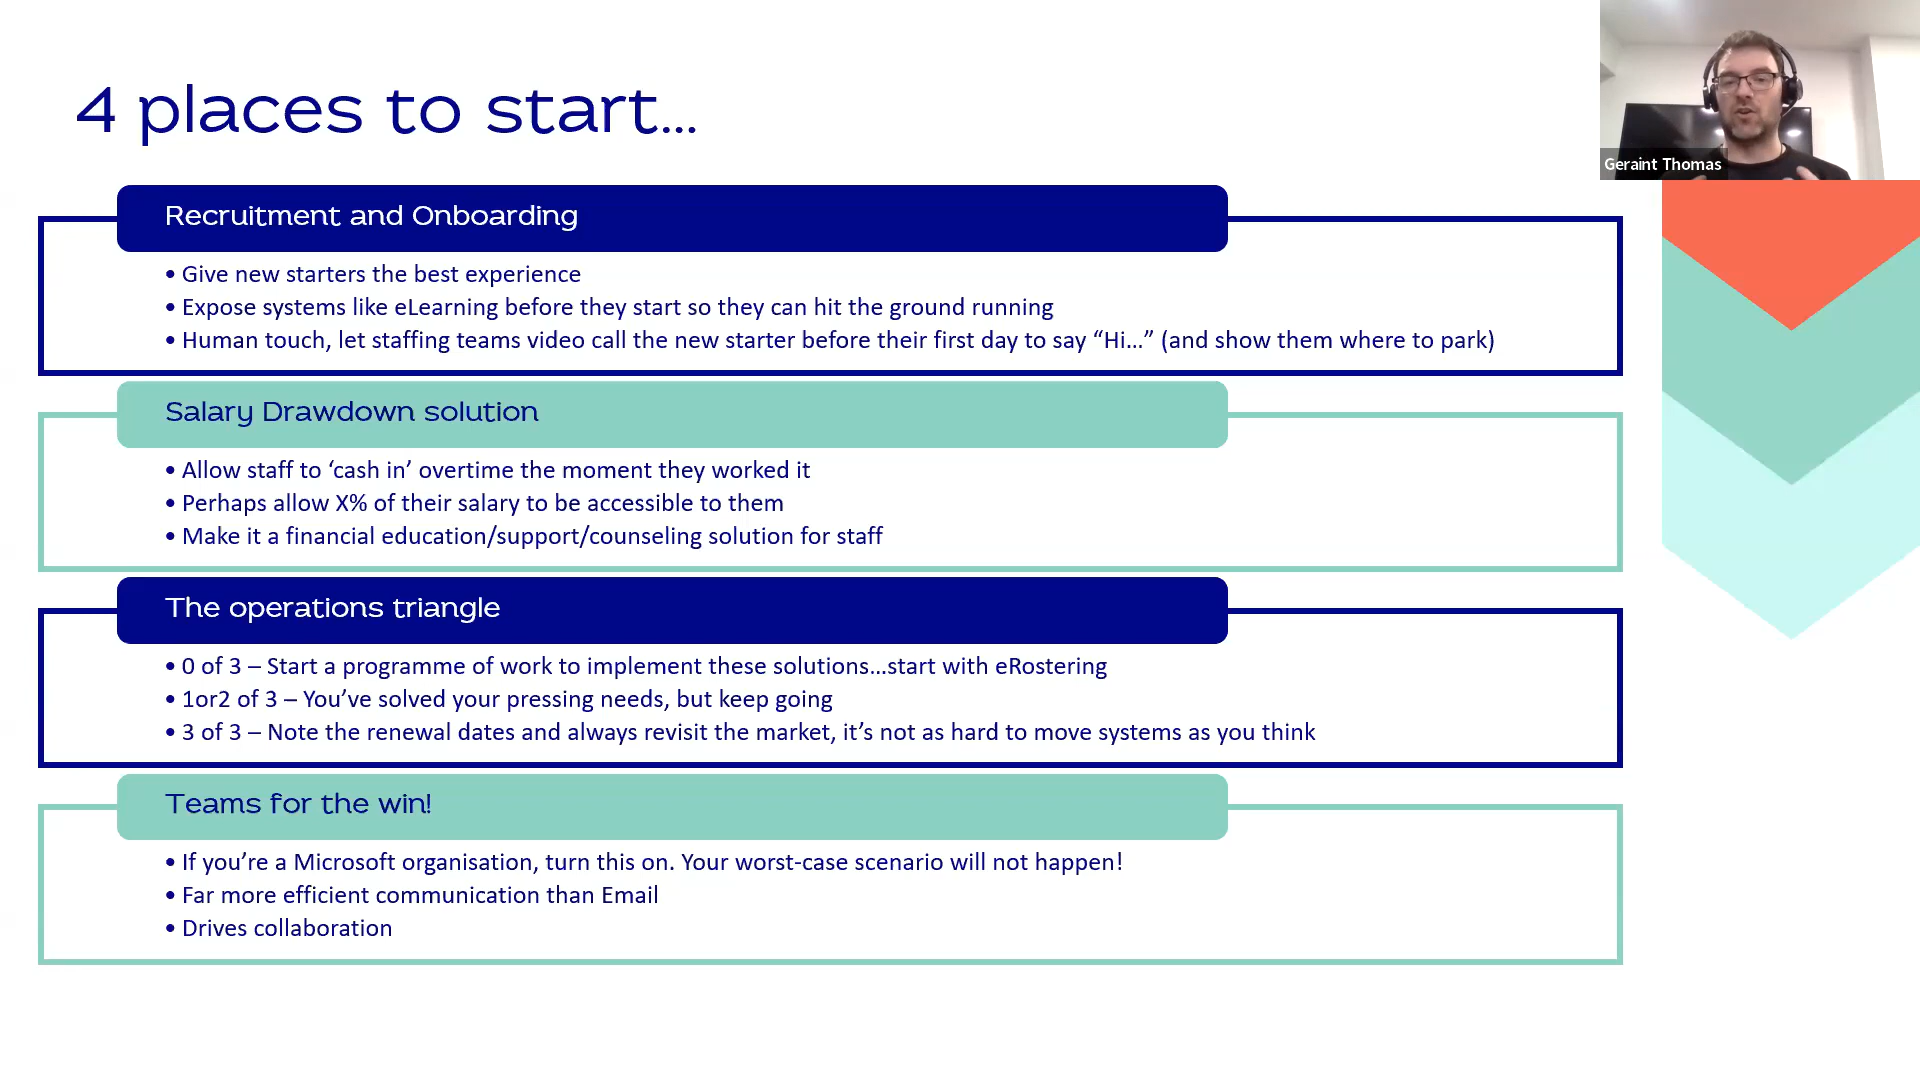 4 places to start...
Geraint Thomas
Recruitment and Onboarding
• Give new starters the best experience
• Expose systems like eLearning before they start so they can hit the ground running
• Human touch, let staffing teams video call the new starter before their first day to say “Hi…” (and show them where to park)
Salary Drawdown solution
• Allow staff to ‘cash in’ overtime the moment they worked it
• Perhaps allow X% of their salary to be accessible to them
• Make it a financial education/support/counseling solution for staff
The operations triangle
• 0 of 3 – Start a programme of work to implement these solutions…start with eRostering
• 1or2 of 3 – You’ve solved your pressing needs, but keep going
• 3 of 3 – Note the renewal dates and always revisit the market, it’s not as hard to move systems as you think
Teams for the win!
• If you’re a Microsoft organisation, turn this on. Your worst-case scenario will not happen!
• Far more efficient communication than Email
• Drives collaboration